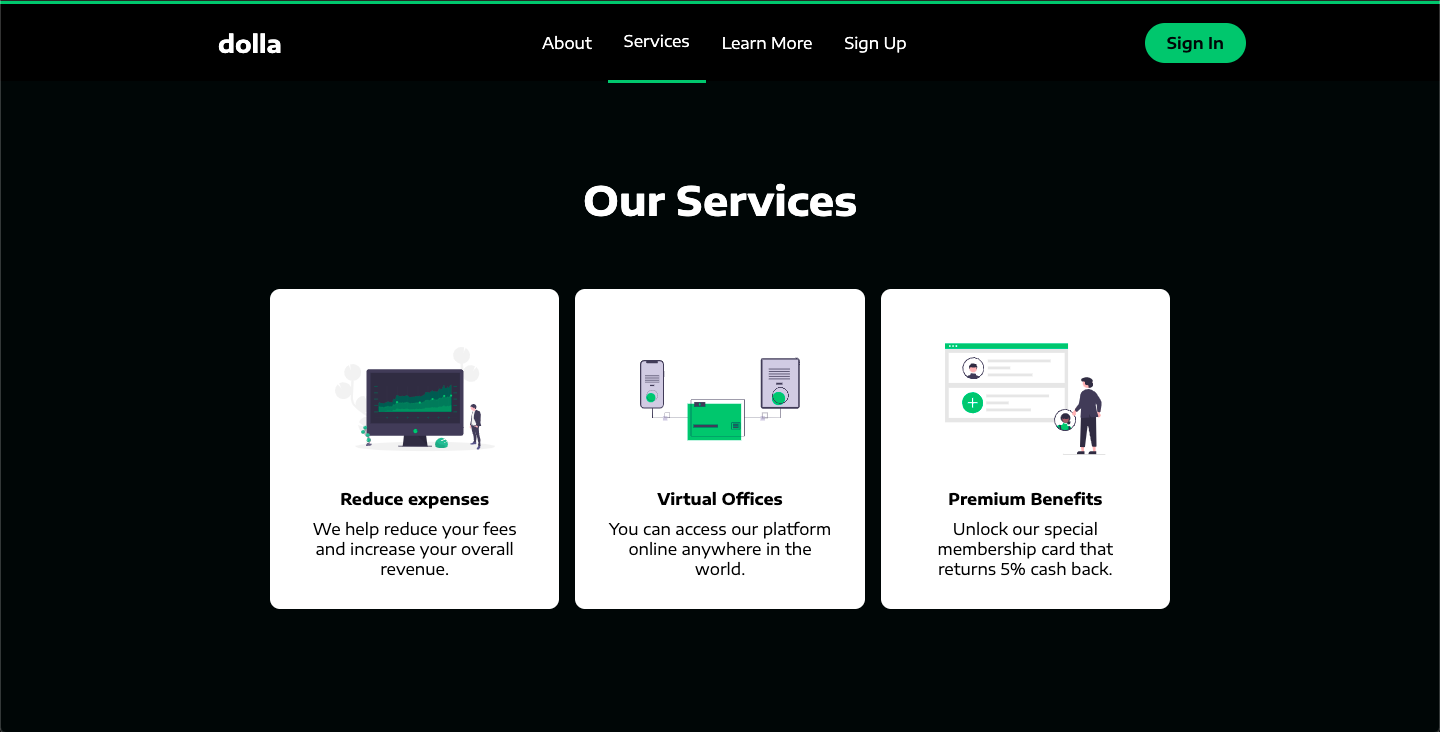 dolla
About
Services
Learn More
Sign Up
Sign In
Our Services
Reduce expenses
We help reduce your fees
and increase your overall
revenue.
Virtual Offices
You can access our platform
online anywhere in the
world.
Premium Benefits
Unlock our special
membership card that
returns 5% cash back.